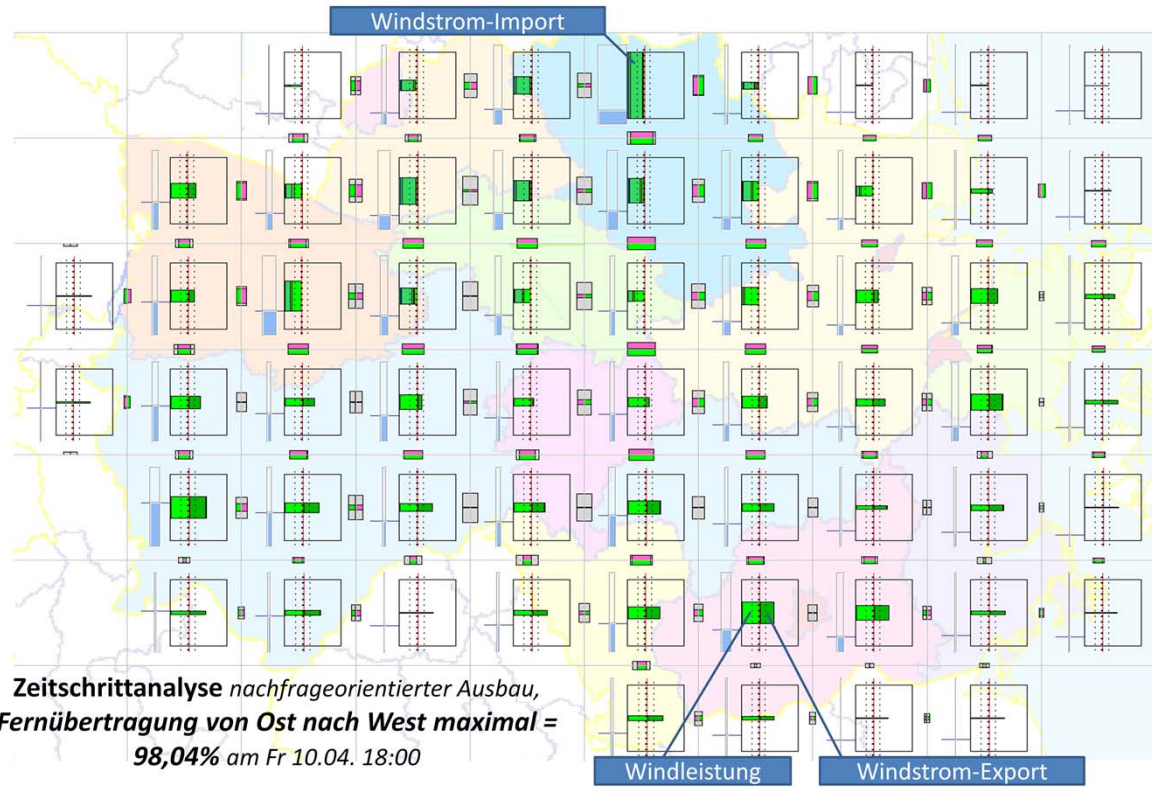 Windstrom-Import
Zeitschrittanalyse nachfrageorientierter Ausbau,
Fernübertragung von Ost nach West maximal =
98,04% am Fr 10.04. 18:00
Windleistung
Windstrom-Export